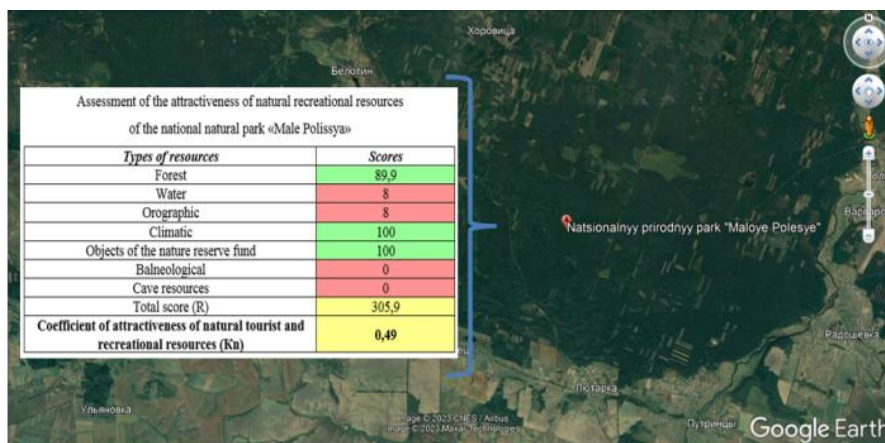 Хоровица
Белотин
Assessment of the attractiveness of natural recreational resources
of the national natural park «Male Polissya»
Types of resources Scores
Forest 89,9
Water 8
Orographic 8
Climatic 100
Objects of the nature reserve fund 100
Balneological 0
Cave resources 0
Total score (R) 305,9
Coefficient of attractiveness of natural tourist and
recreational resources (Kn) 0,49
Natsionalnyy prirodnyy park "Maloye Polesye"
Радошевка
Лютарка
Ульяновка
Путринцы
Image © 2023 CNES / Airbus
Image © 2023 Maxar Technologies
Google Earth